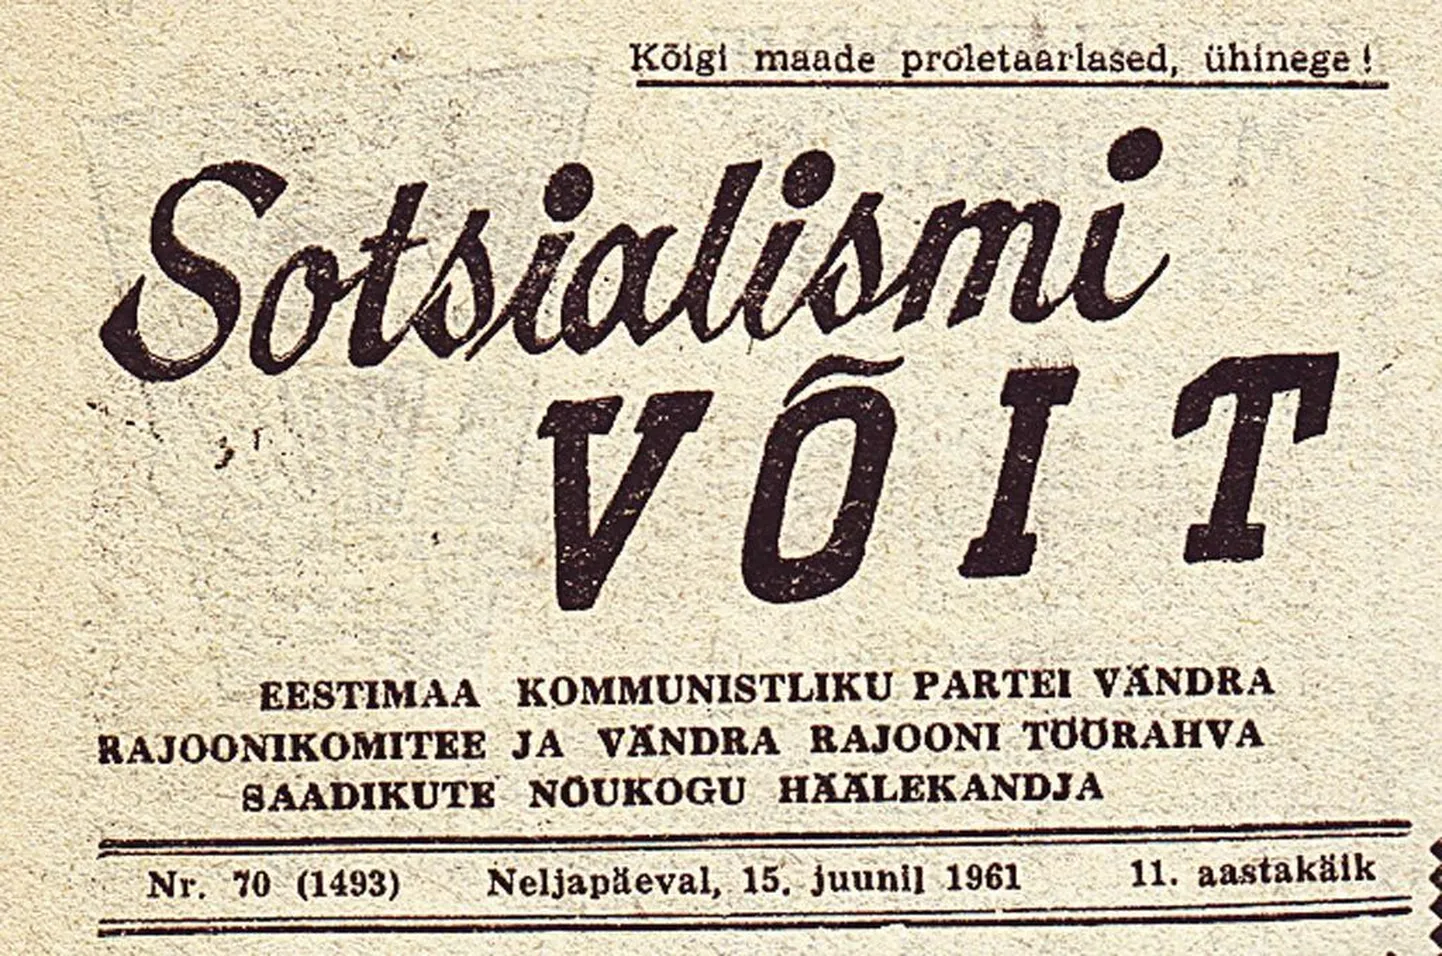 Kõigi maade proletaarlased, ühinege!
Sotsialismi
VÕIT
EESTIMAA KOMMUNISTLIKU PARTEI VÄNDRA
RAJOONIKOMITEE JA VÄNDRA RAJOONI TÖÖRAHVA
SAADIKUTE NÕUKOGU HÄÄLEKANDJA
Nr. 70 (1493) Neljapäeval, 15. juunil 1961 11. aastakäik